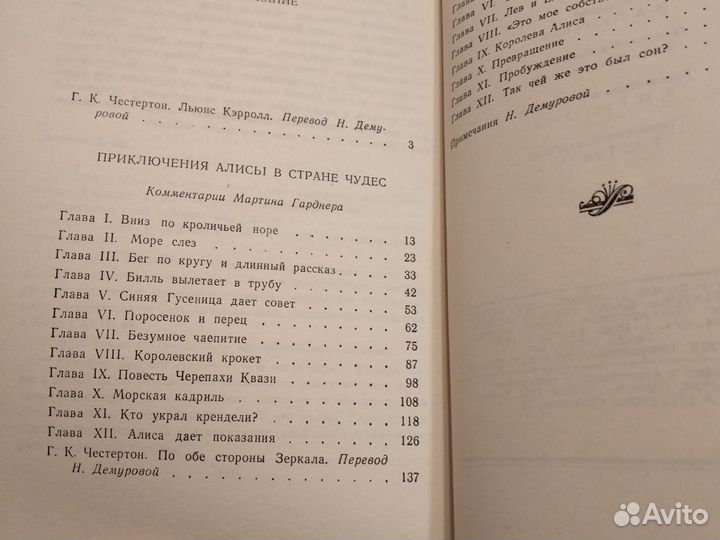 Г. К. Честертон. Льюис Кэрролл. Перевод Н. Дему-
ровой . . . . . . . . . . . . . . . . 3
ПРИКЛЮЧЕНИЯ АЛИСЫ В СТРАНЕ ЧУДЕС
Комментарии Мартина Гарднера
Глава I. Вниз по кроличьей норе . . . . . . 13
Глава II. Море слез . . . . . . . . . . 23
Глава III. Бег по кругу и длинный рассказ . . . . 33
Глава IV. Билль вылетает в трубу . . . . . . 42
Глава V. Синяя Гусеница дает совет . . . . . 53
Глава VI. Поросенок и перец . . . . . . . . 62
Глава VII. Безумное чаепитие . . . . . . . . 75
Глава VIII. Королевский крокет . . . . . . . 87
Глава IX. Повесть Черепахи Квази . . . . . . 98
Глава X. Морская кадриль . . . . . . . . . 108
Глава XI. Кто украл крендели? . . . . . . . 118
Глава XII. Алиса дает показания . . . . . . 126
Г. К. Честертон. По обе стороны Зеркала. Перевод
Н. Демуровой . . . . . . . . . . . . . 137
Глава VI.
Глава VII. Лев и
Глава VIII. «Это мое
Глава IX. Королева Алиса
Глава X. Превращение
Глава XI. Пробуждение
Глава XII. Так чей же это был сон?
Примечания Н. Демуровой
Avito